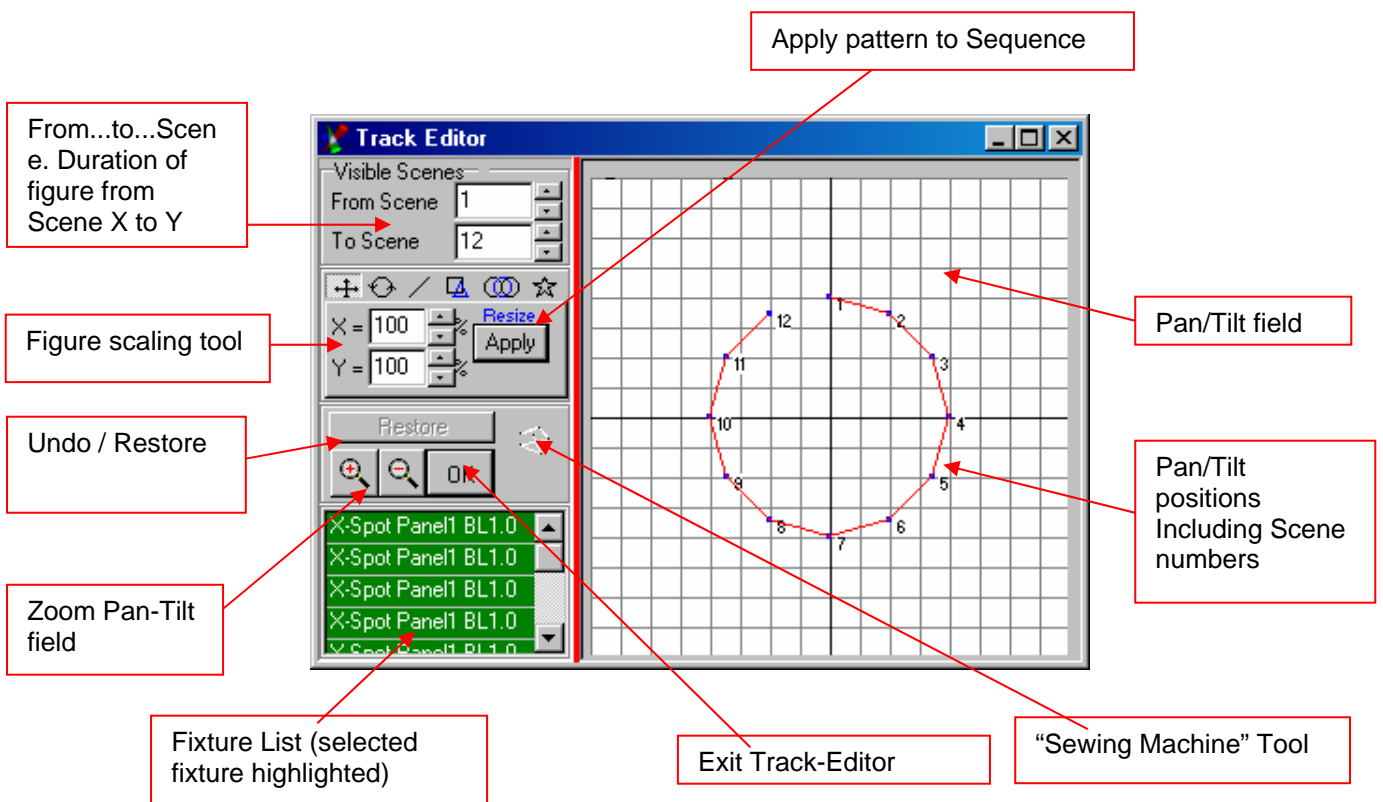 Apply pattern to Sequence
From...to...Scen
e. Duration of
figure from
Scene X to Y
Track Editor
Visible Scenes
From Scene 1
To Scene 12
X = 100 % Resize
Apply
Y = 100 %
Figure scaling tool
Pan/Tilt field
1
2
3
4
5
6
7
8
9
10
11
12
Undo / Restore
Restore
OK
Pan/Tilt
positions
Including Scene
numbers
X-Spot Panel1 BL1.0
X-Spot Panel1 BL1.0
X-Spot Panel1 BL1.0
X-Spot Panel1 BL1.0
X-Spot Panel1 BL1.0
Zoom Pan-Tilt
field
Fixture List (selected
fixture highlighted)
Exit Track-Editor
“Sewing Machine” Tool